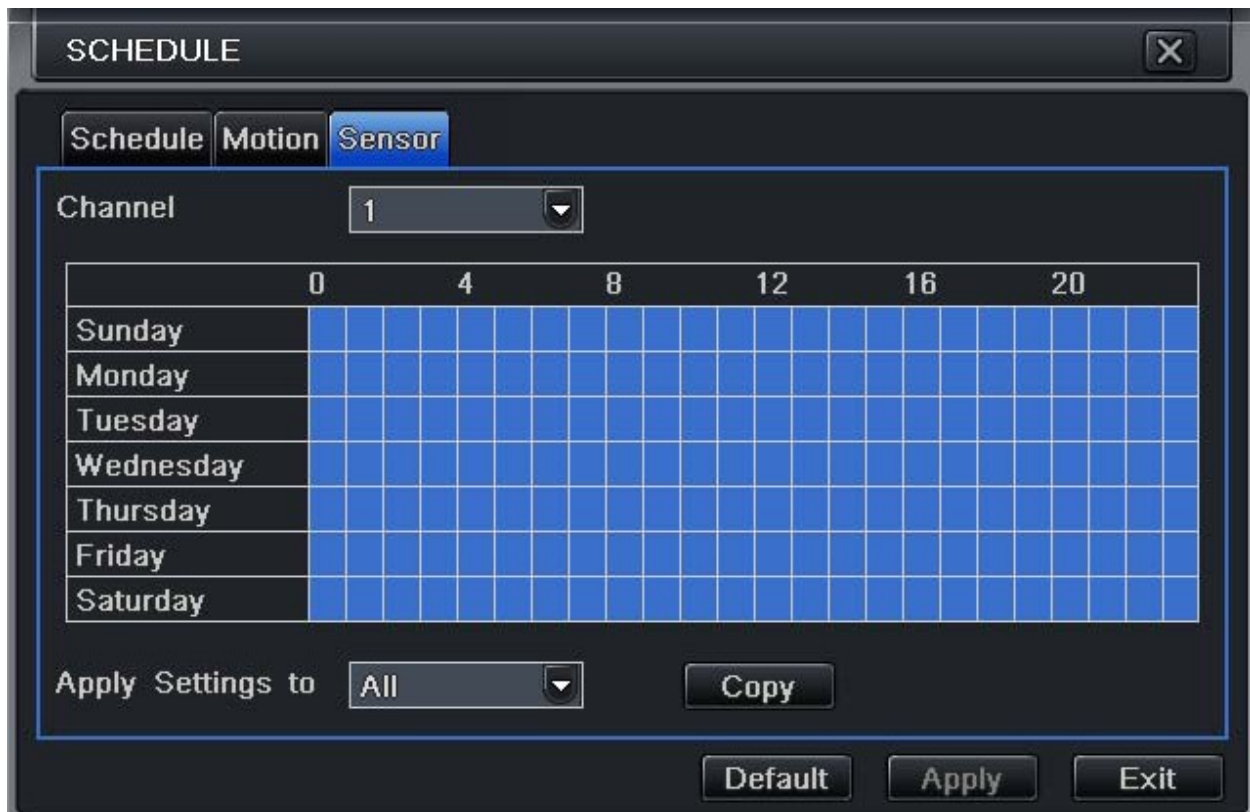 SCHEDULE
Schedule Motion Sensor
Channel 1
0 4 8 12 16 20
Sunday
Monday
Tuesday
Wednesday
Thursday
Friday
Saturday
Apply Settings to All Copy
Default Apply Exit